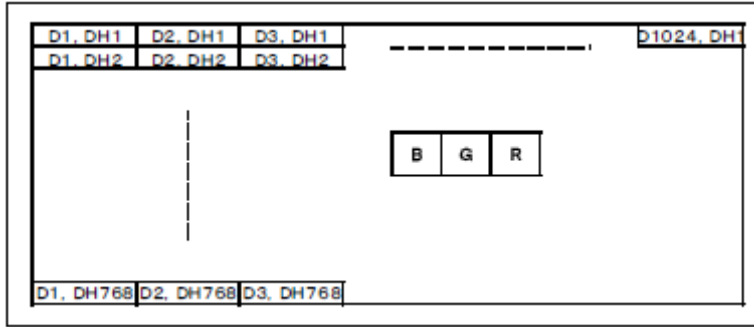 D1, DH1 D2, DH1 D3, DH1 D1024, DH1
D1, DH2 D2, DH2 D3, DH2
B G R
D1, DH768 D2, DH768 D3, DH768